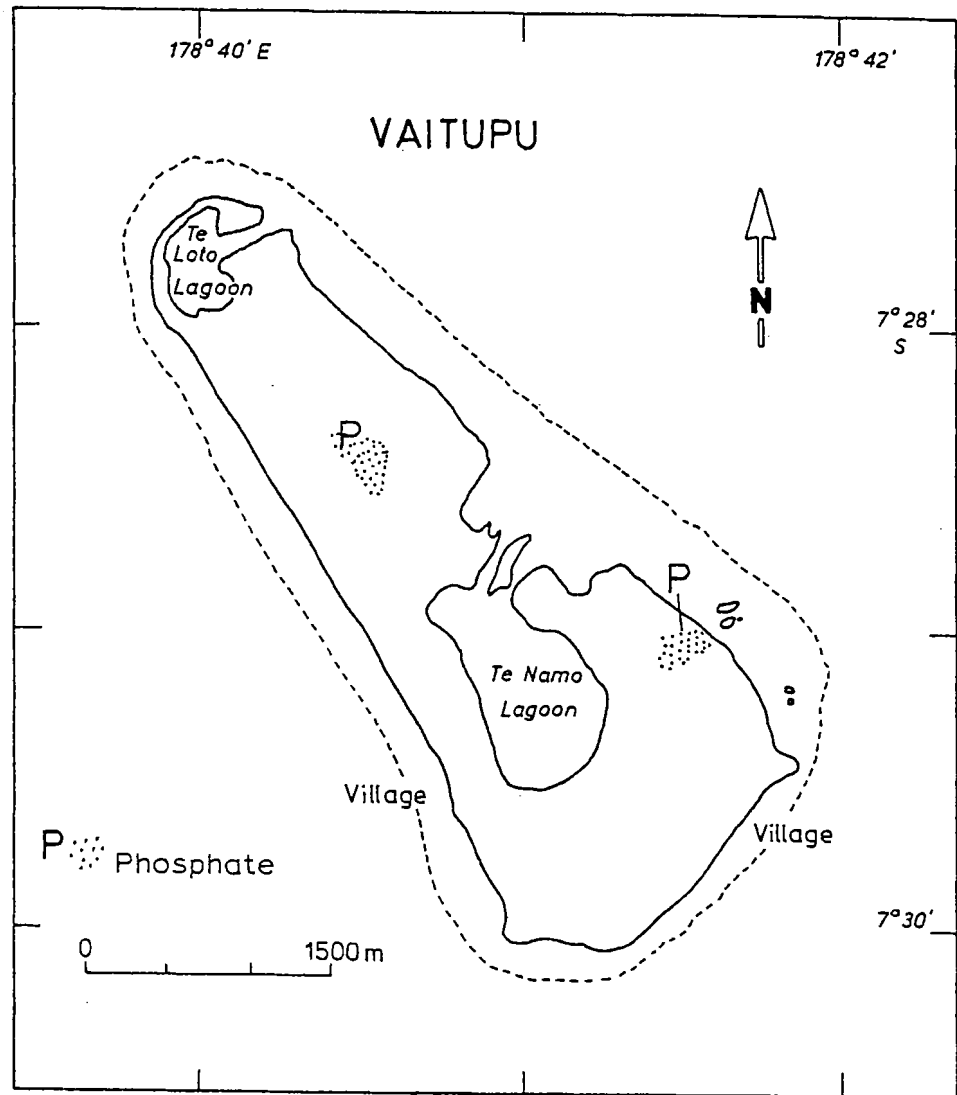 178° 40' E
178° 42'
VAITUPU
Te
Loto
Lagoon
N
7° 28'
S
P
P
Te Namo
Lagoon
Village
Village
P Phosphate
7° 30'
0 1500 m